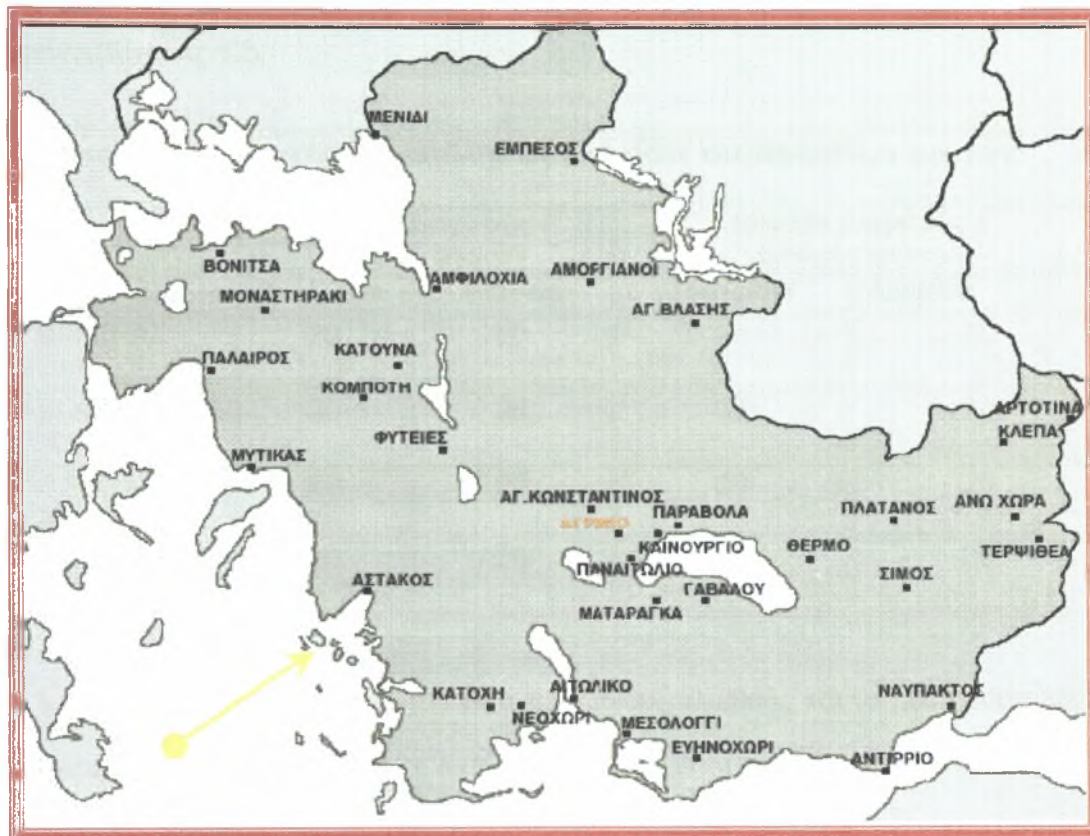 ΜΕΝΙΔΙ
ΕΜΠΕΣΟΣ
ΒΟΝΙΤΣΑ
ΑΜΦΙΛΟΧΙΑ
ΑΜΟΡΓΙΑΝΟΙ
ΜΟΝΑΣΤΗΡΑΚΙ
ΑΓ.ΒΛΑΣΗΣ
ΠΑΛΑΙΡΟΣ
ΚΑΤΟΥΝΑ
ΚΟΜΠΟΤΗ
ΑΡΤΟΤΙΝΑ
ΚΛΕΠΑ
ΦΥΤΕΙΕΣ
ΜΥΤΙΚΑΣ
ΑΓ.ΚΩΝΣΤΑΝΤΙΝΟΣ
ΠΑΡΑΒΟΛΑ
ΠΛΑΤΑΝΟΣ
ΑΝΩ ΧΩΡΑ
ΚΑΙΝΟΥΡΓΙΟ
ΘΕΡΜΟ
ΤΕΡΨΙΘΕΑ
ΠΑΝΑΙΤΩΛΙΟ
ΣΙΜΟΣ
ΑΣΤΑΚΟΣ
ΓΑΒΑΛΟΥ
ΜΑΤΑΡΑΓΚΑ
ΚΑΤΟΧΗ
ΑΙΤΩΛΙΚΟ
ΝΑΥΠΑΚΤΟΣ
ΝΕΟΧΩΡΙ
ΜΕΣΟΛΟΓΓΙ
ΕΥΗΝΟΧΩΡΙ
ΑΝΤΙΡΡΙΟ